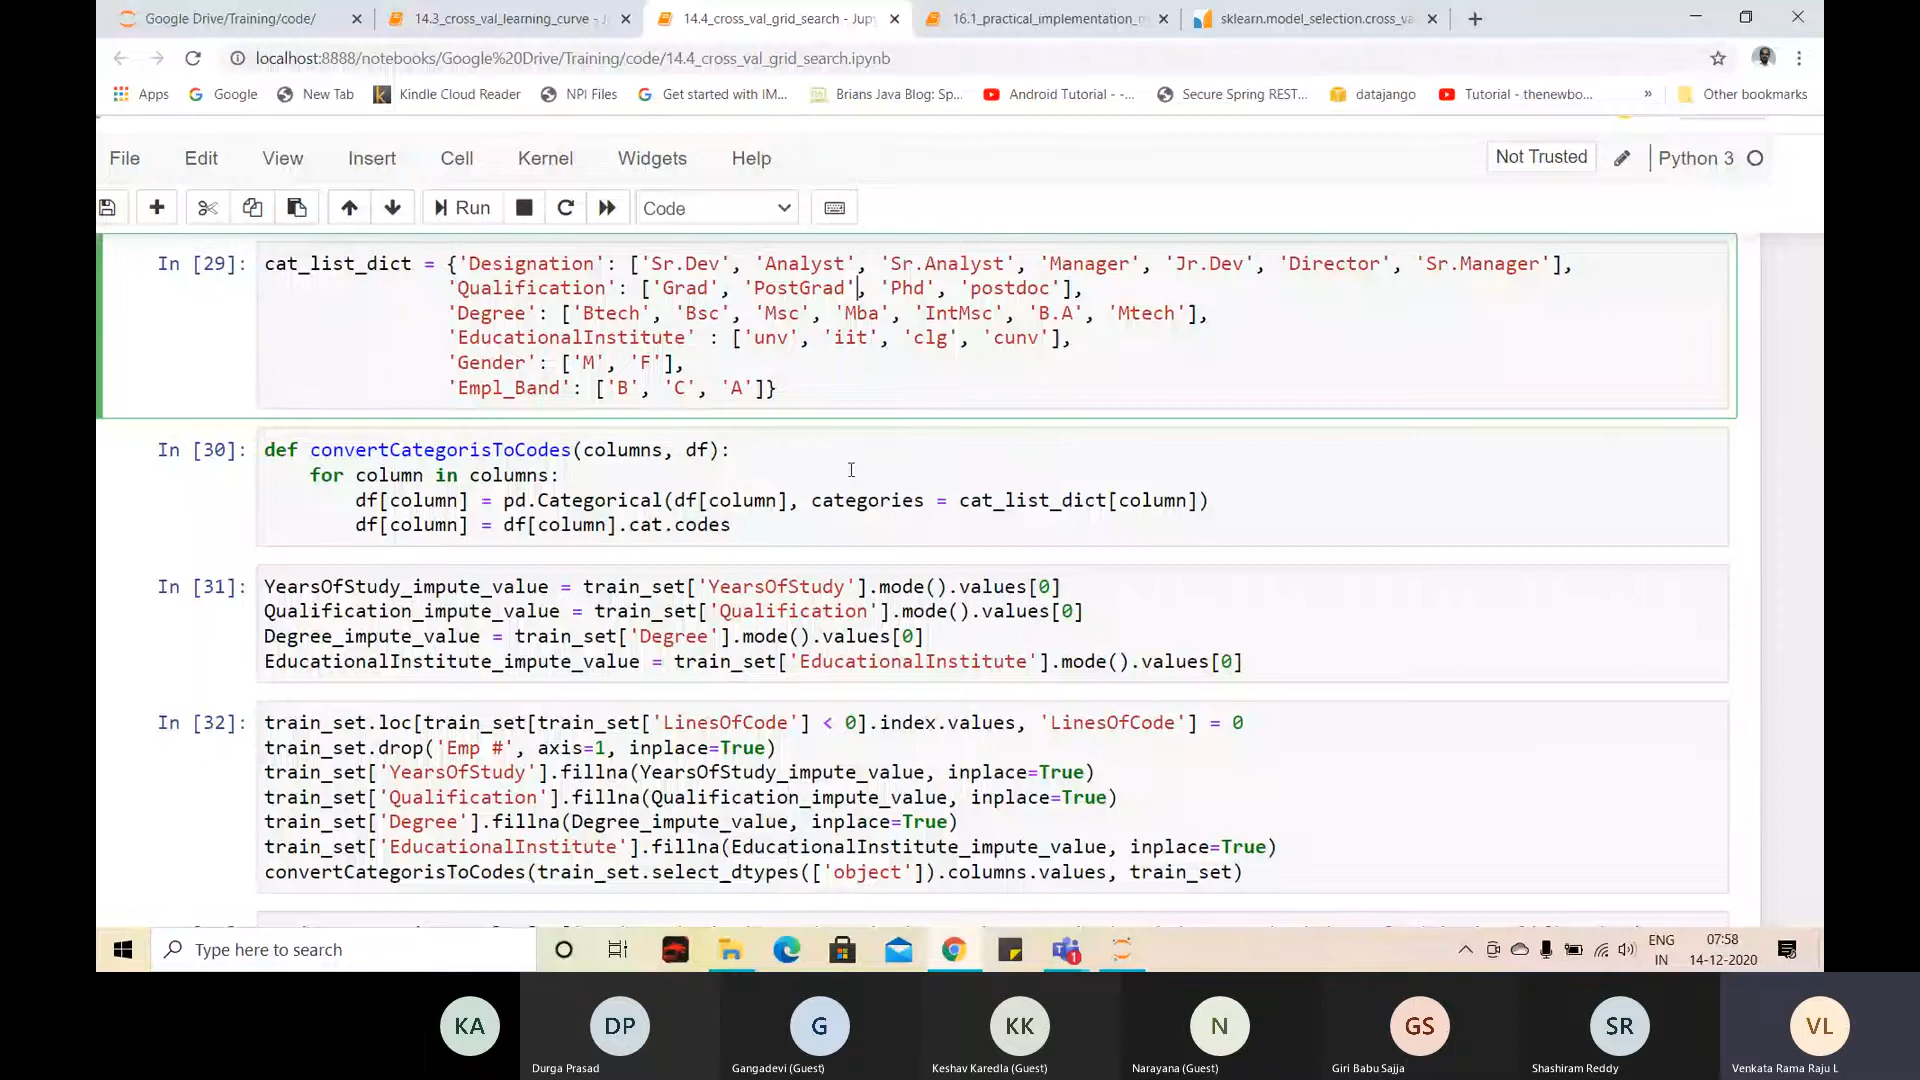 Google Drive/Training/code/
14.3_cross_val_learning_curve - J
14.4_cross_val_grid_search - Jup
16.1_practical_implementation_m
sklearn.model_selection.cross_va
localhost:8888/notebooks/Google%20Drive/Training/code/14.4_cross_val_grid_search.ipynb
Apps Google New Tab Kindle Cloud Reader NPI Files Get started with IM... Brians Java Blog: Sp... Android Tutorial - -... Secure Spring REST... datajango Tutorial - thenewbo... » Other bookmarks
File Edit View Insert Cell Kernel Widgets Help Not Trusted Python 3
Run Code
In [29]: cat_list_dict = {'Designation': ['Sr.Dev', 'Analyst', 'Sr.Analyst', 'Manager', 'Jr.Dev', 'Director', 'Sr.Manager'],
'Qualification': ['Grad', 'PostGrad', 'Phd', 'postdoc'],
'Degree': ['Btech', 'Bsc', 'Msc', 'Mba', 'IntMsc', 'B.A', 'Mtech'],
'EducationalInstitute' : ['unv', 'iit', 'clg', 'cunv'],
'Gender': ['M', 'F'],
'Empl_Band': ['B', 'C', 'A']}
In [30]: def convertCategorisToCodes(columns, df):
for column in columns:
df[column] = pd.Categorical(df[column], categories = cat_list_dict[column])
df[column] = df[column].cat.codes
In [31]: YearsOfStudy_impute_value = train_set['YearsOfStudy'].mode().values[0]
Qualification_impute_value = train_set['Qualification'].mode().values[0]
Degree_impute_value = train_set['Degree'].mode().values[0]
EducationalInstitute_impute_value = train_set['EducationalInstitute'].mode().values[0]
In [32]: train_set.loc[train_set[train_set['LinesOfCode'] < 0].index.values, 'LinesOfCode'] = 0
train_set.drop('Emp #', axis=1, inplace=True)
train_set['YearsOfStudy'].fillna(YearsOfStudy_impute_value, inplace=True)
train_set['Qualification'].fillna(Qualification_impute_value, inplace=True)
train_set['Degree'].fillna(Degree_impute_value, inplace=True)
train_set['EducationalInstitute'].fillna(EducationalInstitute_impute_value, inplace=True)
convertCategorisToCodes(train_set.select_dtypes(['object']).columns.values, train_set)
Type here to search
1
ENG
IN
07:58
14-12-2020
KA DP G KK N GS SR VL
Durga Prasad Gangadevi (Guest) Keshav Karedla (Guest) Narayana (Guest) Giri Babu Sajja Shashiram Reddy Venkata Rama Raju L